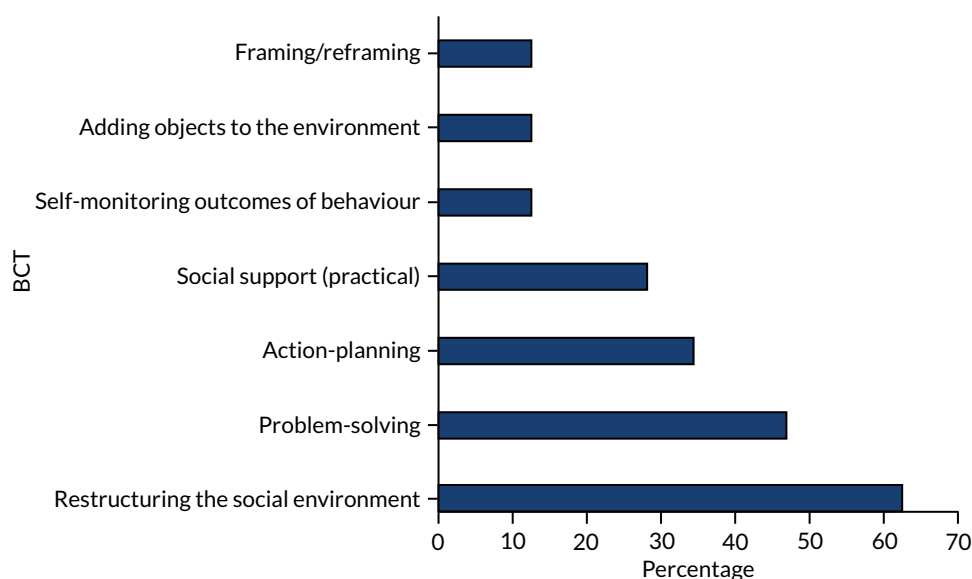 Framing/reframing
Adding objects to the environment
Self-monitoring outcomes of behaviour
Social support (practical)
Action-planning
Problem-solving
Restructuring the social environment
BCT
0 10 20 30 40 50 60 70
Percentage